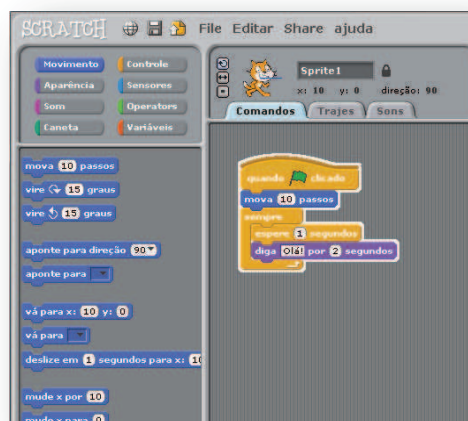 SCRATCH File Editar Share ajuda
Movimento Controle
Aparência Sensores
Som Operators
Caneta Variáveis
Sprite1
x: 10 y: 0 direção: 90
Comandos Trajes Sons
mova 10 passos
vire 15 graus
vire 15 graus
aponte para direção 90
aponte para
vá para x: 10 y: 0
vá para
deslize em 1 segundos para x: 10
mude x por 10
mude x para 0
quando clicado
mova 10 passos
sempre
espere 1 segundos
diga Olá! por 2 segundos